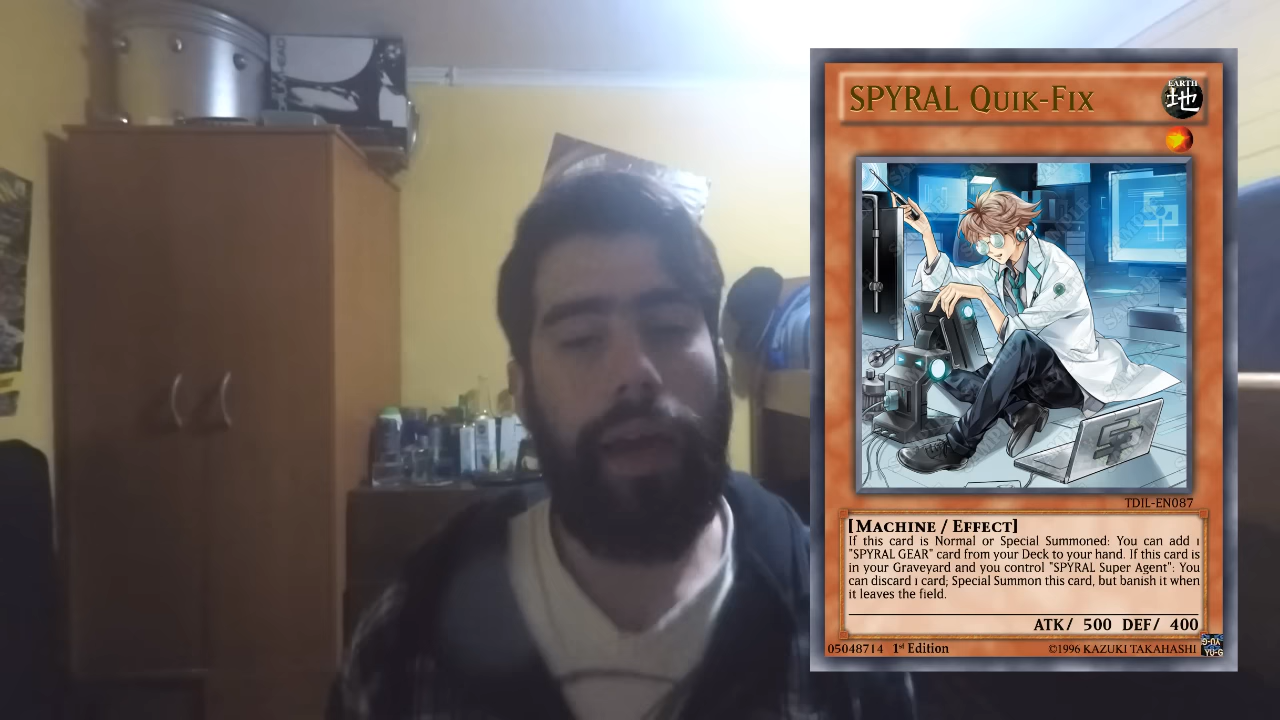 SPYRAL QUIK-FIX
EARTH
地
TDIL-EN087
[MACHINE / EFFECT]
If this card is Normal or Special Summoned: You can add 1
"SPYRAL GEAR" card from your Deck to your hand. If this card is
in your Graveyard and you control "SPYRAL Super Agent": You
can discard 1 card; Special Summon this card, but banish it when
it leaves the field.
ATK/ 500 DEF/ 400
05048714 1st Edition
©1996 KAZUKI TAKAHASHI